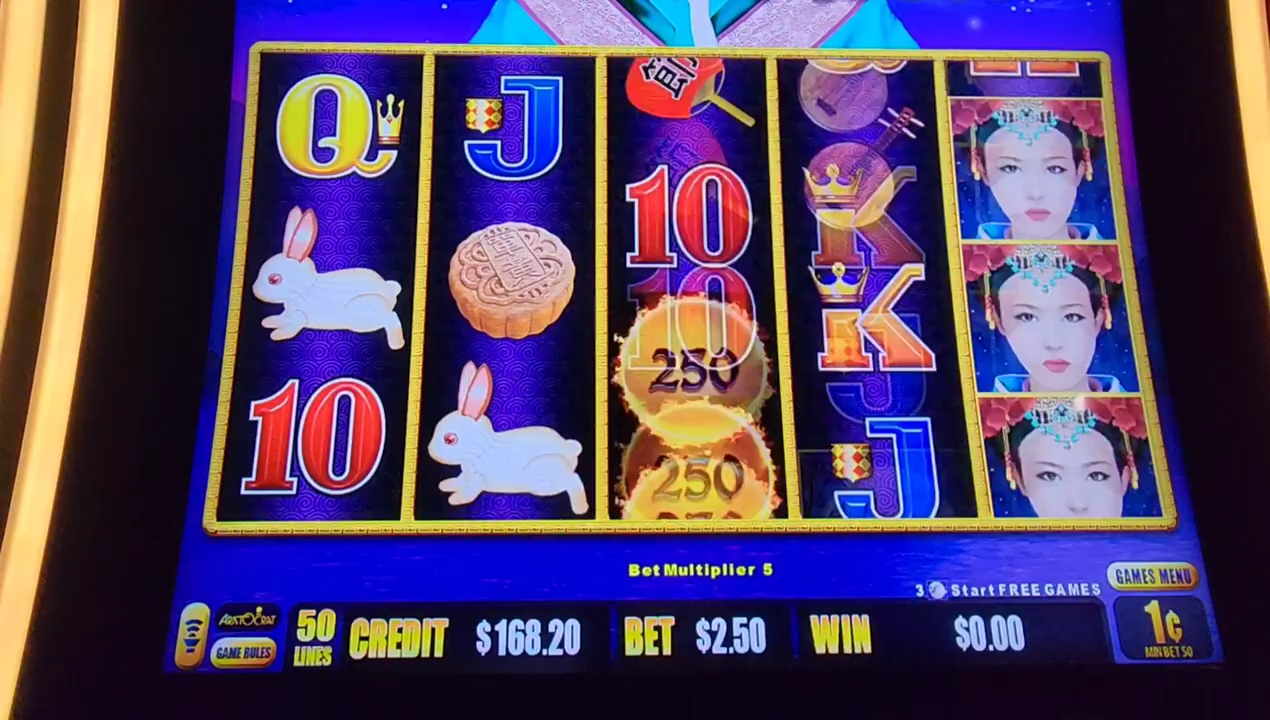 Q
J
10
10
K
K
250
250
10
J
Bet Multiplier 5
3 Start FREE GAMES
GAMES MENU
ARISTOCRAT
GAME RULES
50
LINES
CREDIT $168.20
BET $2.50
WIN $0.00
1¢
MIN BET 50